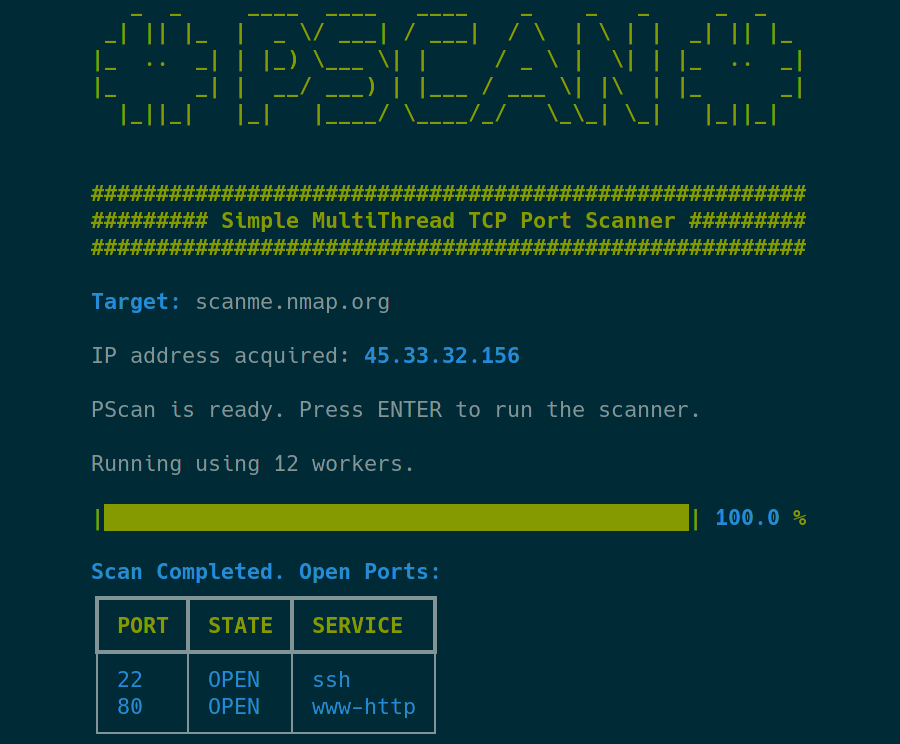 PSCAN
#######################################################
######### Simple MultiThread TCP Port Scanner #########
#######################################################
Target: scanme.nmap.org
IP address acquired: 45.33.32.156
PScan is ready. Press ENTER to run the scanner.
Running using 12 workers.
100.0 %
Scan Completed. Open Ports:
PORT STATE SERVICE
22 OPEN ssh
80 OPEN www-http